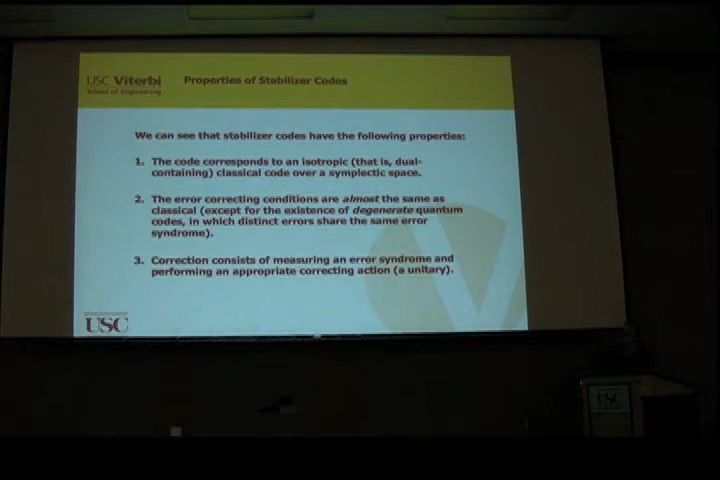 USC Viterbi
School of Engineering
Properties of Stabilizer Codes
We can see that stabilizer codes have the following properties:
1. The code corresponds to an isotropic (that is, dual-
containing) classical code over a symplectic space.
2. The error correcting conditions are almost the same as
classical (except for the existence of degenerate quantum
codes, in which distinct errors share the same error
syndrome).
3. Correction consists of measuring an error syndrome and
performing an appropriate correcting action (a unitary).
USC
USC